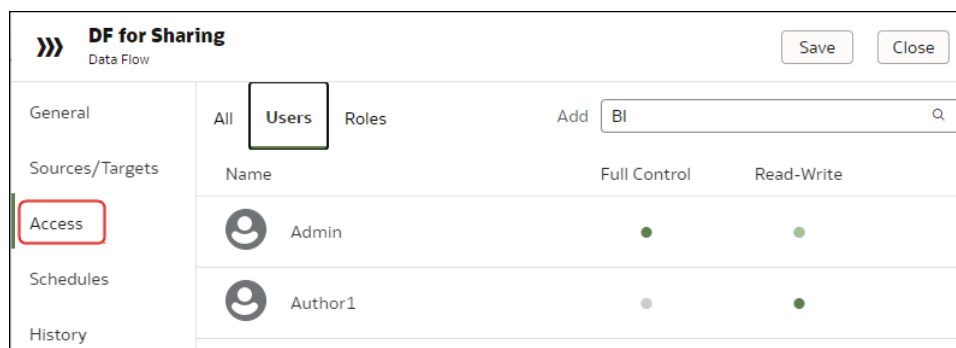 DF for Sharing
Data Flow
Save
Close
General
All
Users
Roles
Add
BI
Sources/Targets
Name
Full Control
Read-Write
Access
Admin
Schedules
Author1
History